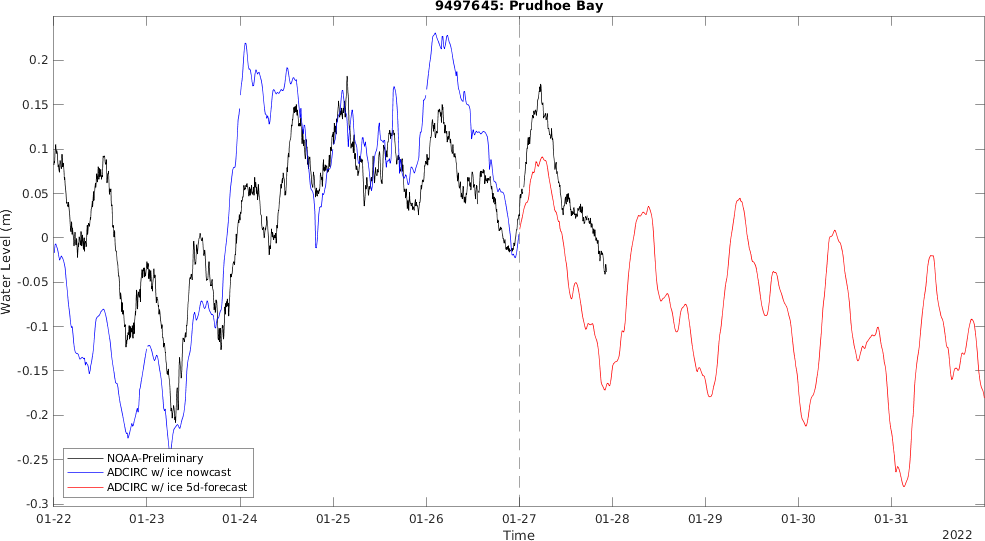 9497645: Prudhoe Bay
Water Level (m)
0.2
0.15
0.1
0.05
0
-0.05
-0.1
-0.15
-0.2
-0.25
-0.3
NOAA-Preliminary
ADCIRC w/ ice nowcast
ADCIRC w/ ice 5d-forecast
01-22 01-23 01-24 01-25 01-26 01-27 01-28 01-29 01-30 01-31
Time
2022